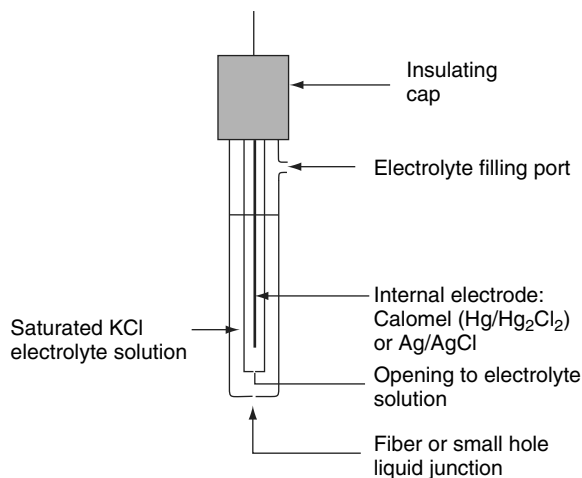 Insulating
cap
Electrolyte filling port
Internal electrode:
Calomel (Hg/Hg₂Cl₂)
or Ag/AgCl
Saturated KCl
electrolyte solution
Opening to electrolyte
solution
Fiber or small hole
liquid junction